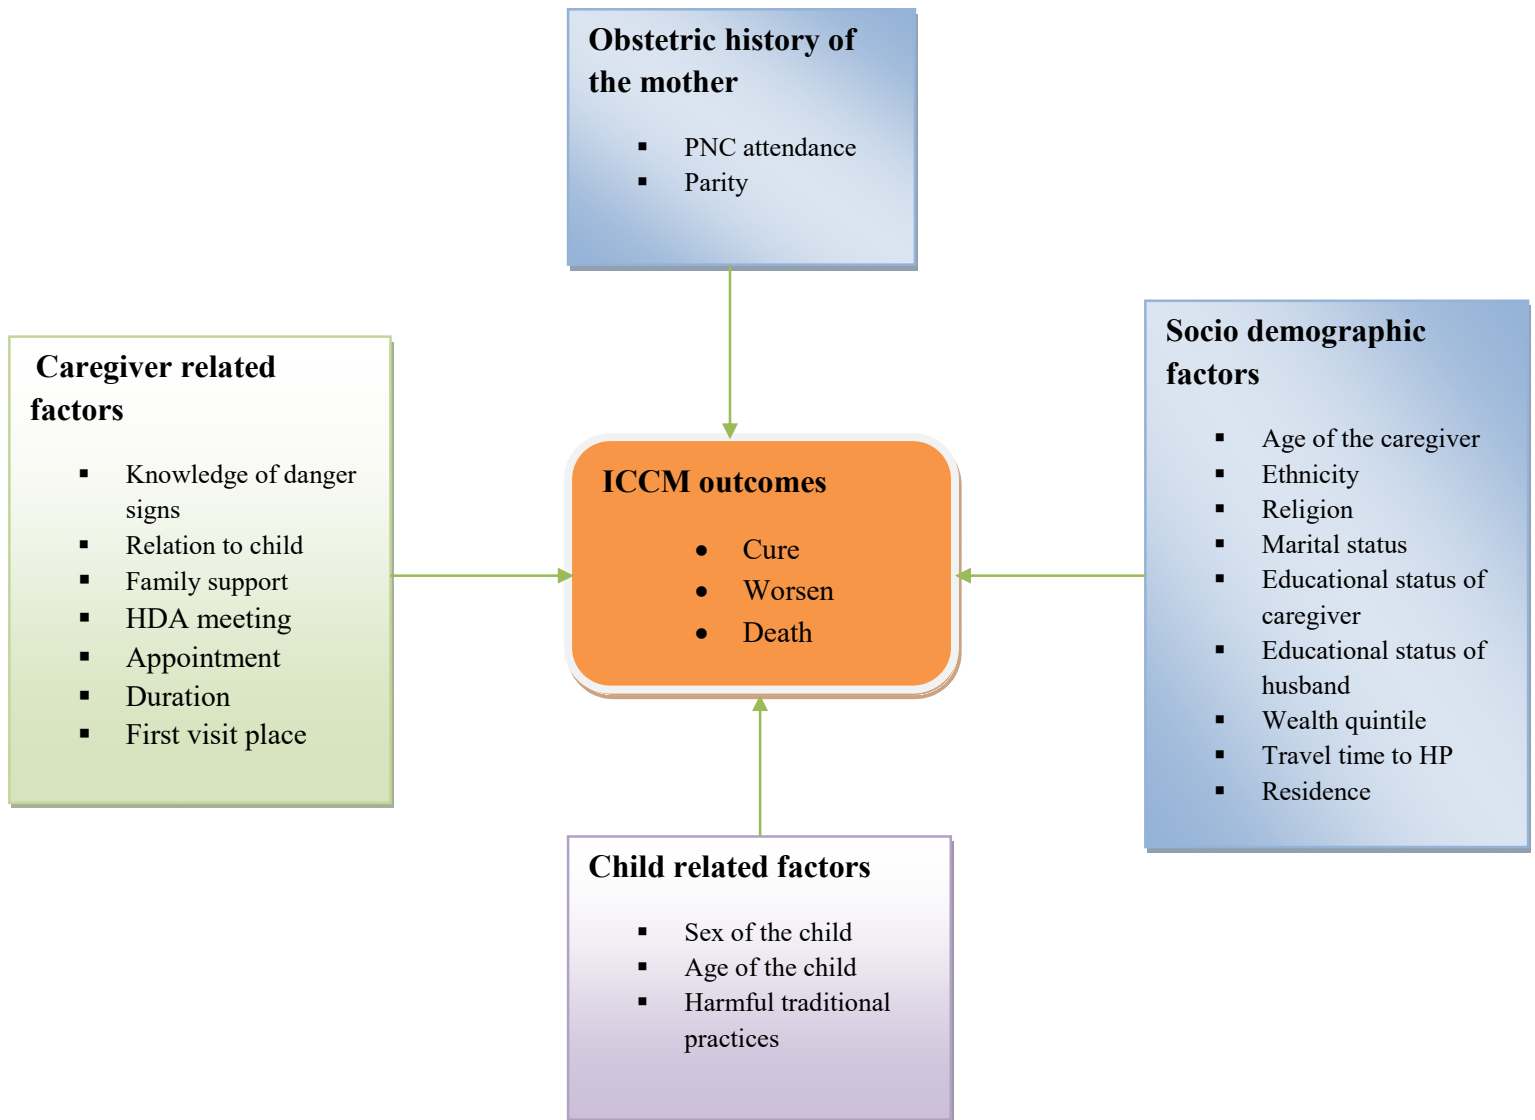 Obstetric history of
the mother
▪ PNC attendance
▪ Parity
Caregiver related
factors
▪ Knowledge of danger
signs
▪ Relation to child
▪ Family support
▪ HDA meeting
▪ Appointment
▪ Duration
▪ First visit place
ICCM outcomes
● Cure
● Worsen
● Death
Socio demographic
factors
▪ Age of the caregiver
▪ Ethnicity
▪ Religion
▪ Marital status
▪ Educational status of
caregiver
▪ Educational status of
husband
▪ Wealth quintile
▪ Travel time to HP
▪ Residence
Child related factors
▪ Sex of the child
▪ Age of the child
▪ Harmful traditional
practices